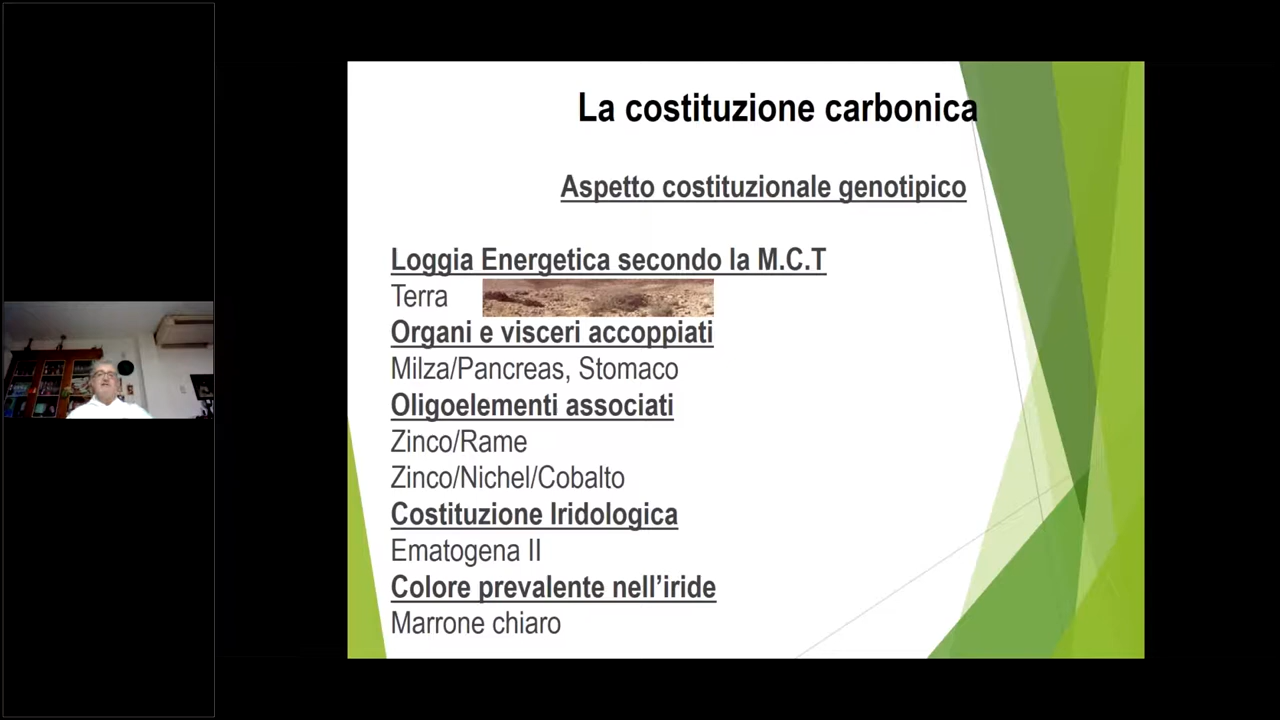 La costituzione carbonica
Aspetto costituzionale genotipico
Loggia Energetica secondo la M.C.T
Terra
Organi e visceri accoppiati
Milza/Pancreas, Stomaco
Oligoelementi associati
Zinco/Rame
Zinco/Nichel/Cobalto
Costituzione Iridologica
Ematogena II
Colore prevalente nell’iride
Marrone chiaro